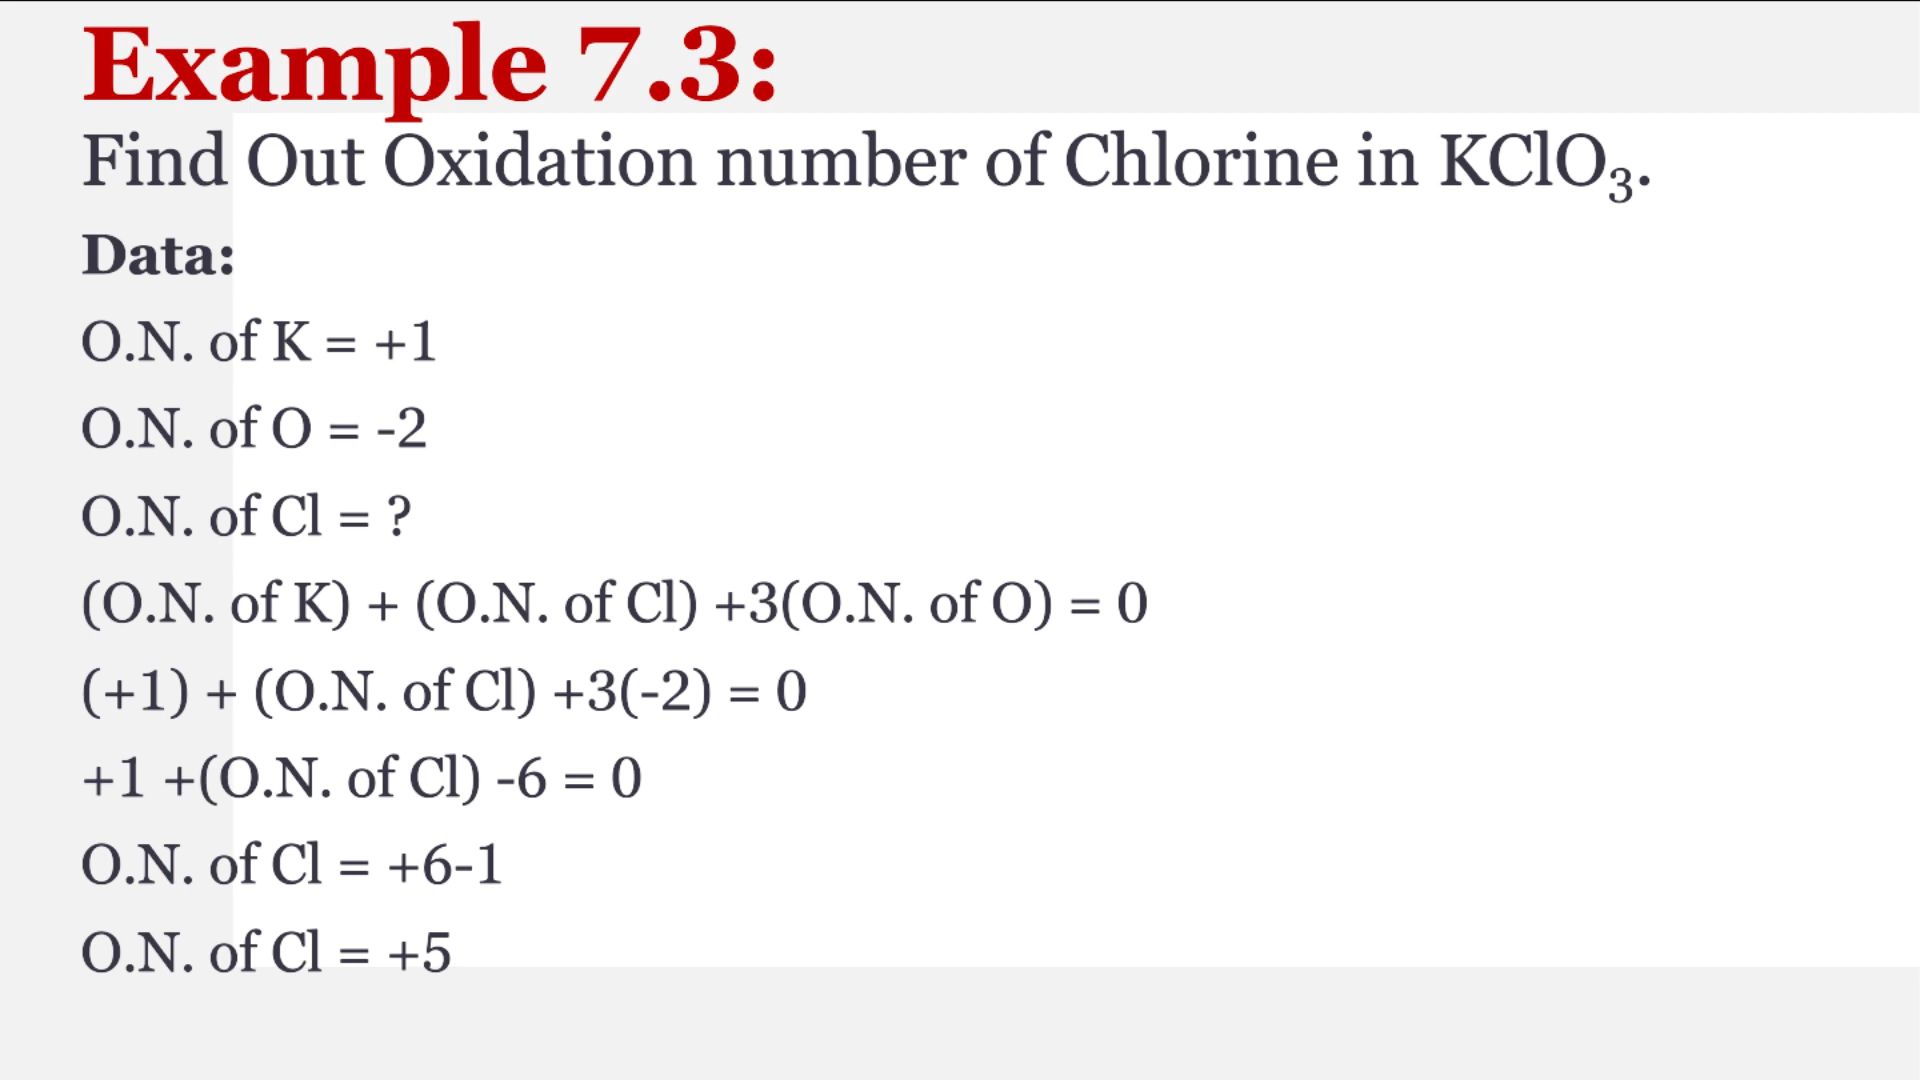 Example 7.3:
Find Out Oxidation number of Chlorine in KClO₃.
Data:
O.N. of K = +1
O.N. of O = -2
O.N. of Cl = ?
(O.N. of K) + (O.N. of Cl) +3(O.N. of O) = 0
(+1) + (O.N. of Cl) +3(-2) = 0
+1 +(O.N. of Cl) -6 = 0
O.N. of Cl = +6-1
O.N. of Cl = +5